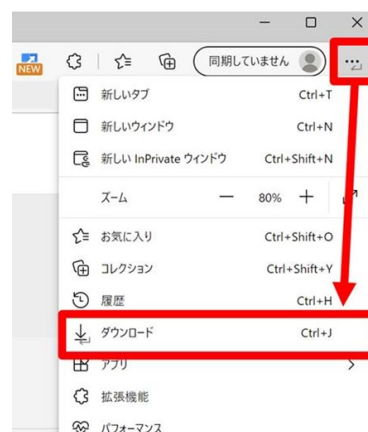 NEW
同期していません
新しいタブ Ctrl+T
新しいウィンドウ Ctrl+N
新しい InPrivate ウィンドウ Ctrl+Shift+N
ズーム 80%
お気に入り Ctrl+Shift+O
コレクション Ctrl+Shift+Y
履歴 Ctrl+H
ダウンロード Ctrl+J
アプリ
拡張機能
パフォーマンス